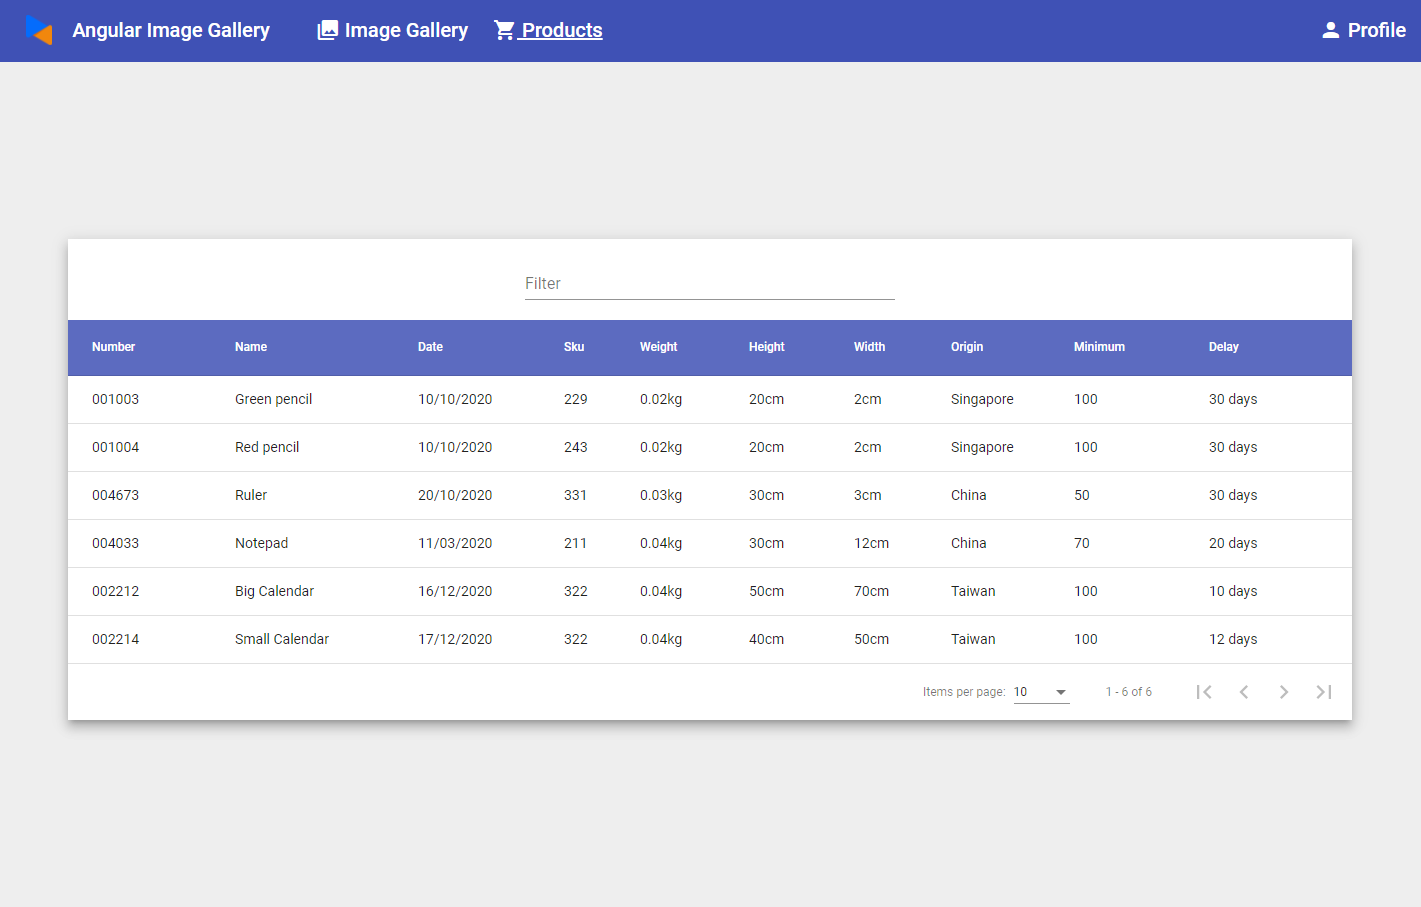 Angular Image Gallery Image Gallery Products Profile
Filter
Number Name Date Sku Weight Height Width Origin Minimum Delay
001003 Green pencil 10/10/2020 229 0.02kg 20cm 2cm Singapore 100 30 days
001004 Red pencil 10/10/2020 243 0.02kg 20cm 2cm Singapore 100 30 days
004673 Ruler 20/10/2020 331 0.03kg 30cm 3cm China 50 30 days
004033 Notepad 11/03/2020 211 0.04kg 30cm 12cm China 70 20 days
002212 Big Calendar 16/12/2020 322 0.04kg 50cm 70cm Taiwan 100 10 days
002214 Small Calendar 17/12/2020 322 0.04kg 40cm 50cm Taiwan 100 12 days
Items per page: 10 1 - 6 of 6